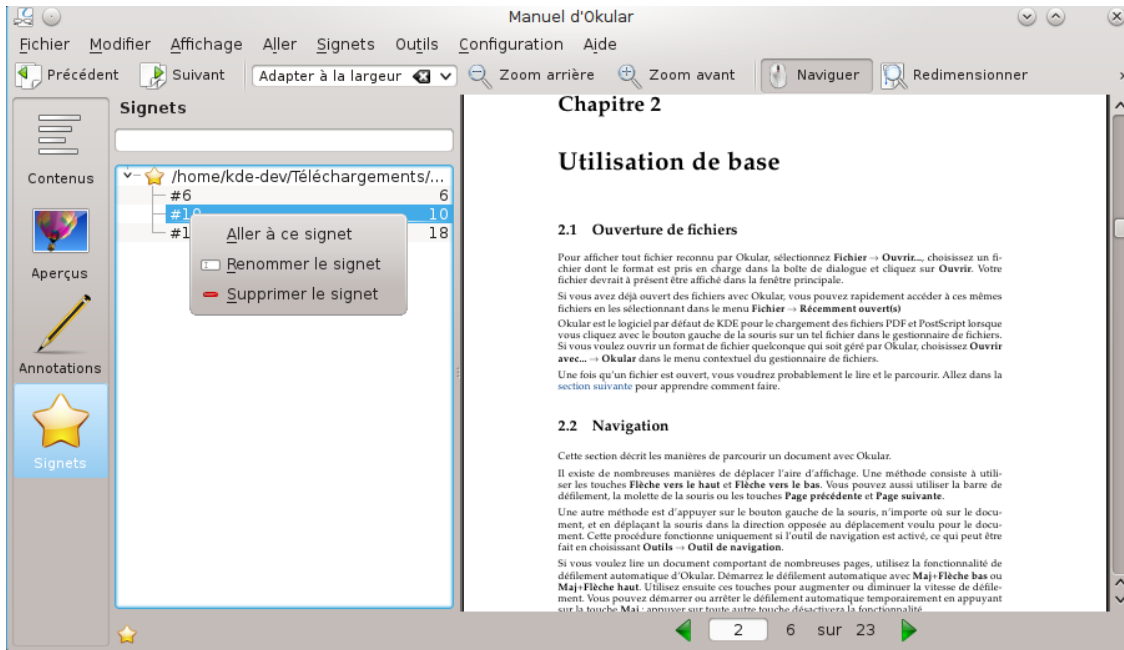 Manuel d'Okular
Fichier Modifier Affichage Aller Signets Outils Configuration Aide
Précédent Suivant Adapter à la largeur Zoom arrière Zoom avant Naviguer Redimensionner
Contenus
Aperçus
Annotations
Signets
Signets
/home/kde-dev/Téléchargements/...
#6 6
#10 10
#1 18
Aller à ce signet
Renommer le signet
Supprimer le signet
Chapitre 2
Utilisation de base
2.1 Ouverture de fichiers
Pour afficher tout fichier reconnu par Okular, sélectionnez Fichier → Ouvrir..., choisissez un fi-
chier dont le format est pris en charge dans la boîte de dialogue et cliquez sur Ouvrir. Votre
fichier devrait à présent être affiché dans la fenêtre principale.
Si vous avez déjà ouvert des fichiers avec Okular, vous pouvez rapidement accéder à ces mêmes
fichiers en les sélectionnant dans le menu Fichier → Récemment ouvert(s)
Okular est le logiciel par défaut de KDE pour le chargement des fichiers PDF et PostScript lorsque
vous cliquez avec le bouton gauche de la souris sur un tel fichier dans le gestionnaire de fichiers.
Si vous voulez ouvrir un format de fichier quelconque qui soit géré par Okular, choisissez Ouvrir
avec... → Okular dans le menu contextuel du gestionnaire de fichiers.
Une fois qu'un fichier est ouvert, vous voudrez probablement le lire et le parcourir. Allez dans la
section suivante pour apprendre comment faire.
2.2 Navigation
Cette section décrit les manières de parcourir un document avec Okular.
Il existe de nombreuses manières de déplacer l'aire d'affichage. Une méthode consiste à utili-
ser les touches Flèche vers le haut et Flèche vers le bas. Vous pouvez aussi utiliser la barre de
défilement, la molette de la souris ou les touches Page précédente et Page suivante.
Une autre méthode est d'appuyer sur le bouton gauche de la souris, n'importe où sur le docu-
ment, et en déplaçant la souris dans la direction opposée au déplacement voulu pour le docu-
ment. Cette procédure fonctionne uniquement si l'outil de navigation est activé, ce qui peut être
fait en choisissant Outils → Outil de navigation.
Si vous voulez lire un document comportant de nombreuses pages, utilisez la fonctionnalité de
défilement automatique d'Okular. Démarrez le défilement automatique avec Maj+Flèche bas ou
Maj+Flèche haut. Utilisez ensuite ces touches pour augmenter ou diminuer la vitesse de défile-
ment. Vous pouvez démarrer ou arrêter le défilement automatique temporairement en appuyant
sur la touche Maj ; appuyer sur toute autre touche désactivera la fonctionnalité.
2 6 sur 23